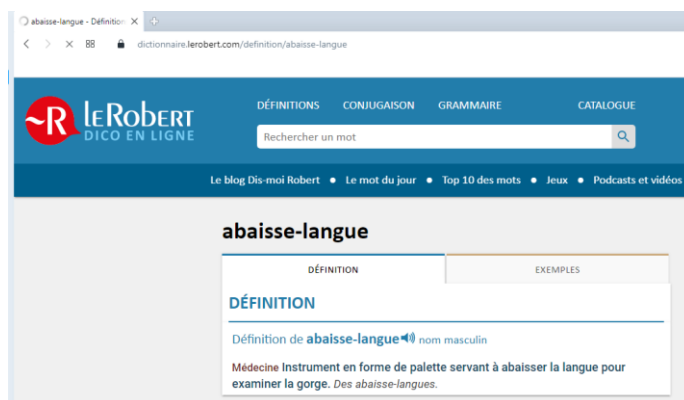 abaisse-langue - Définition
dictionnaire.lerobert.com/definition/abaisse-langue
~R LE ROBERT
DICO EN LIGNE
DÉFINITIONS CONJUGAISON GRAMMAIRE CATALOGUE
Rechercher un mot
Le blog Dis-moi Robert • Le mot du jour • Top 10 des mots • Jeux • Podcasts et vidéos
abaisse-langue
DÉFINITION EXEMPLES
DÉFINITION
Définition de abaisse-langue nom masculin
Médecine Instrument en forme de palette servant à abaisser la langue pour
examiner la gorge. Des abaisse-langues.